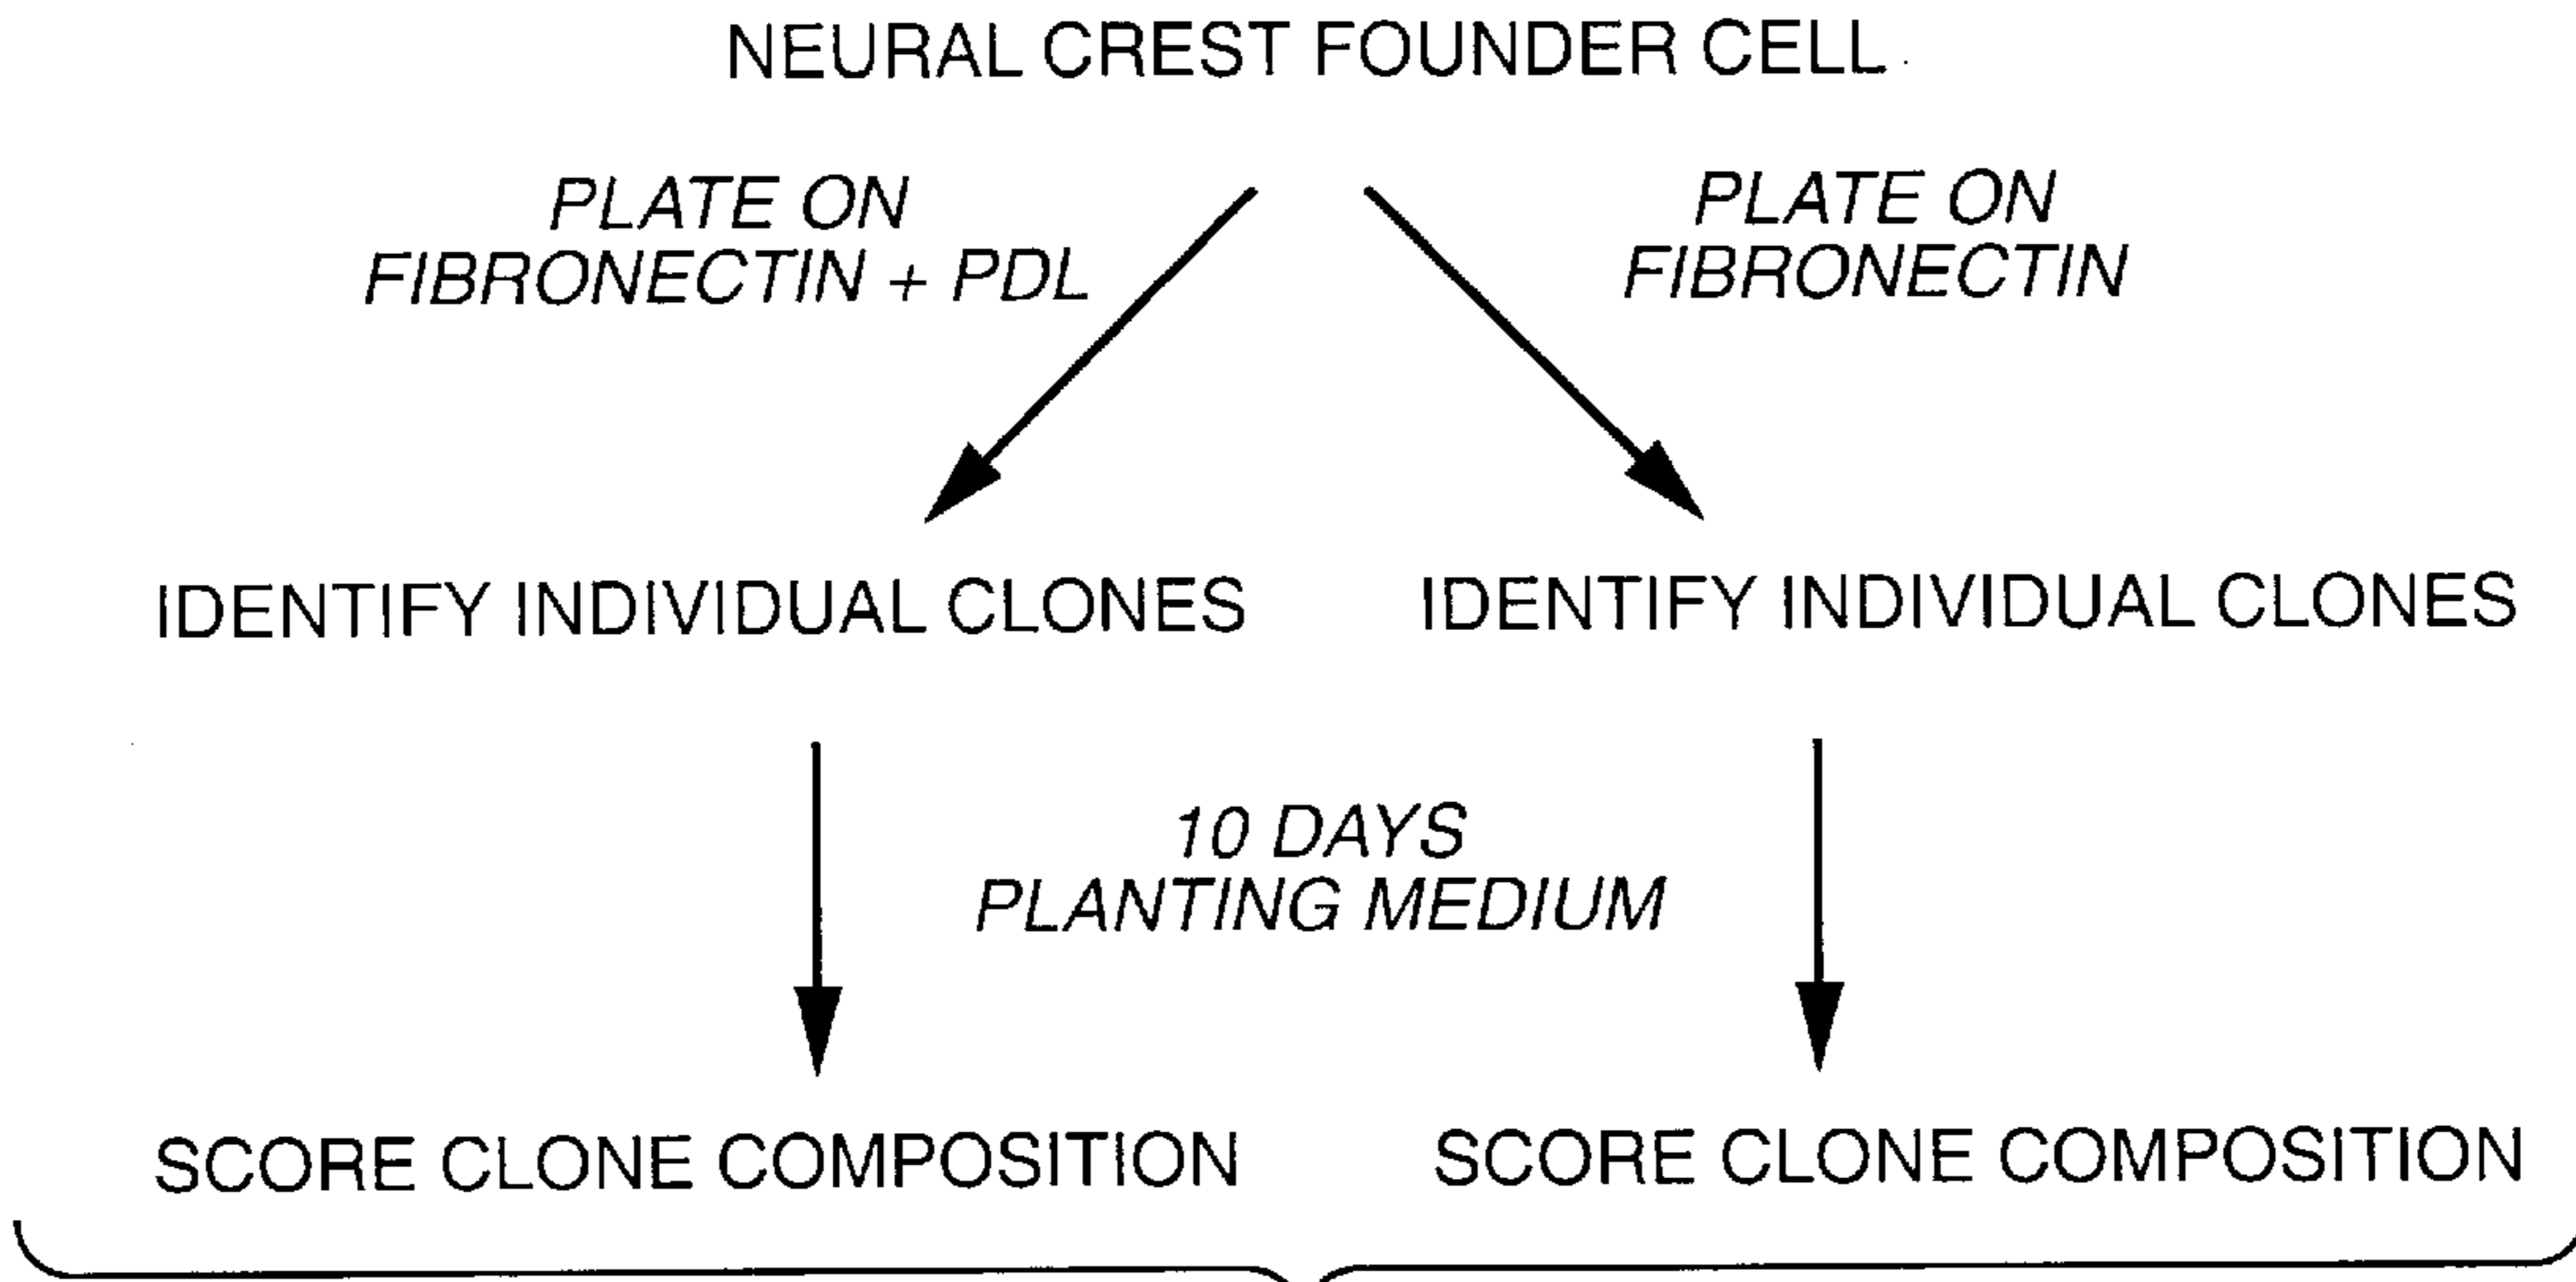 NEURAL CREST FOUNDER CELL
PLATE ON
FIBRONECTIN + PDL
PLATE ON
FIBRONECTIN
IDENTIFY INDIVIDUAL CLONES
IDENTIFY INDIVIDUAL CLONES
10 DAYS
PLANTING MEDIUM
SCORE CLONE COMPOSITION
SCORE CLONE COMPOSITION